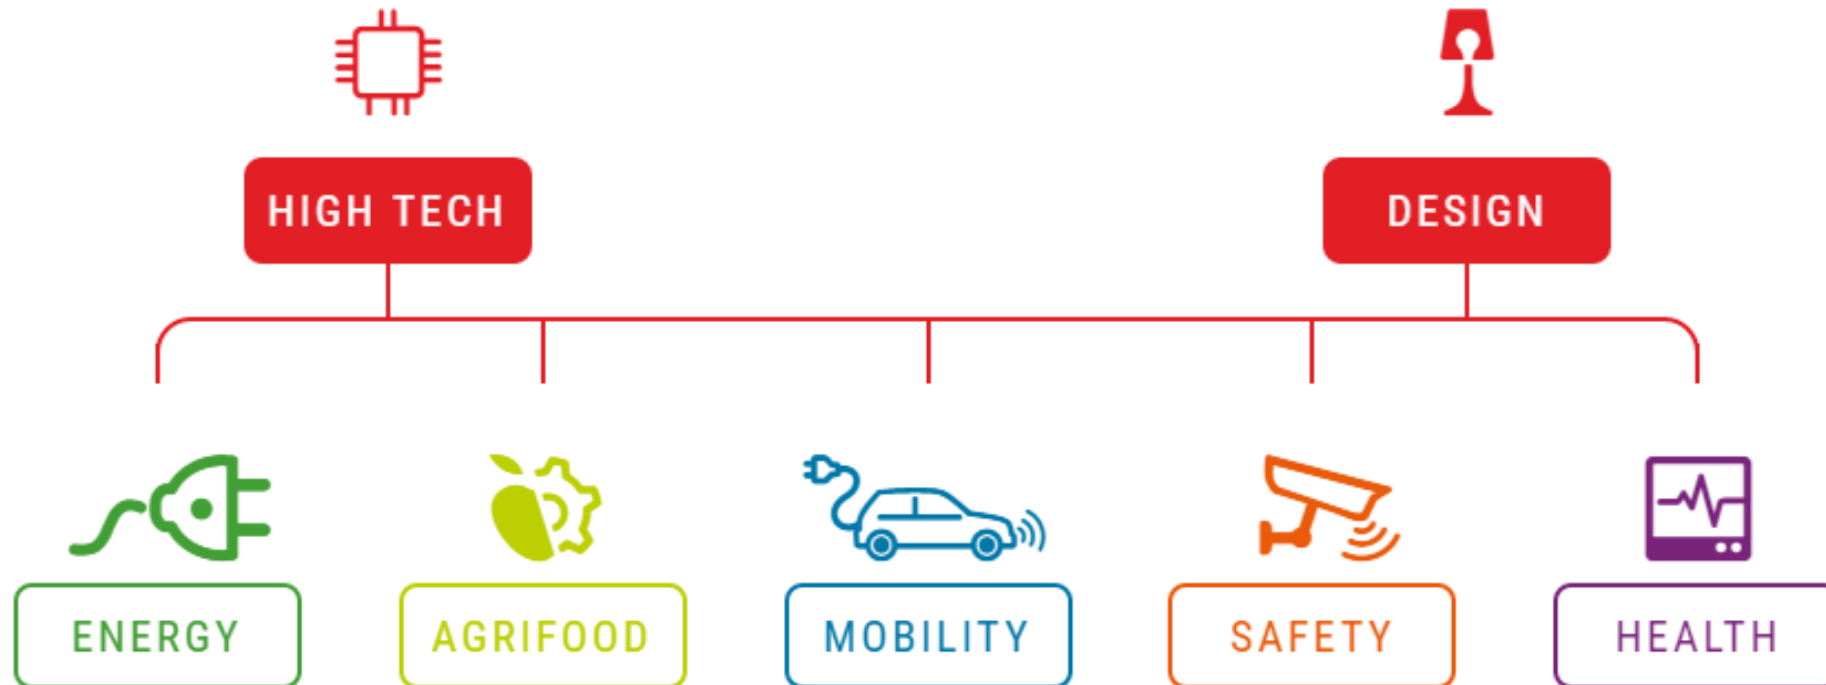 HIGH TECH
DESIGN
ENERGY
AGRIFOOD
MOBILITY
SAFETY
HEALTH